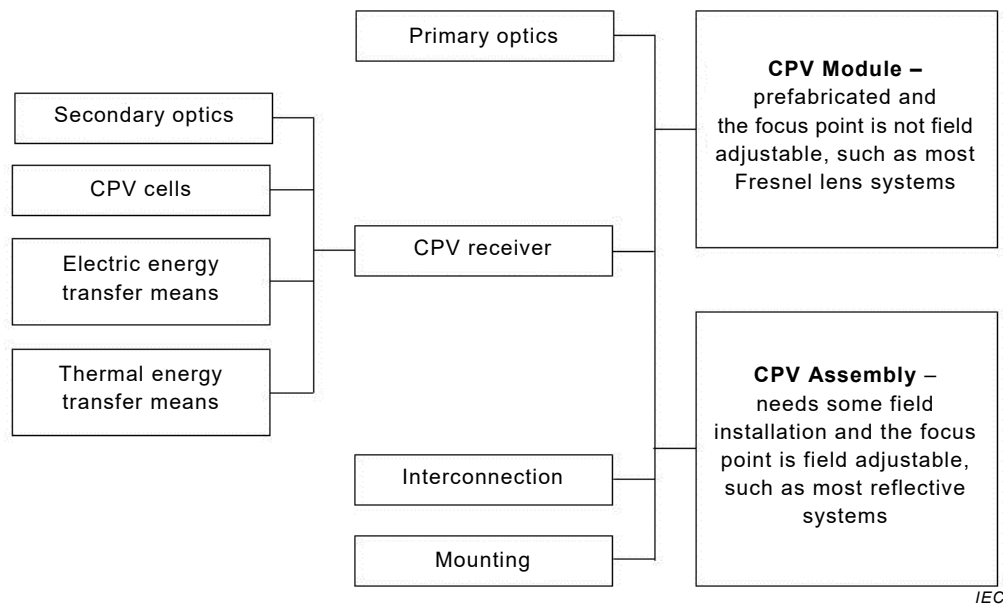 Primary optics
CPV Module –
prefabricated and
the focus point is not field
adjustable, such as most
Fresnel lens systems
Secondary optics
CPV cells
Electric energy
transfer means
Thermal energy
transfer means
CPV receiver
CPV Assembly –
needs some field
installation and the focus
point is field adjustable,
such as most reflective
systems
Interconnection
Mounting
IEC